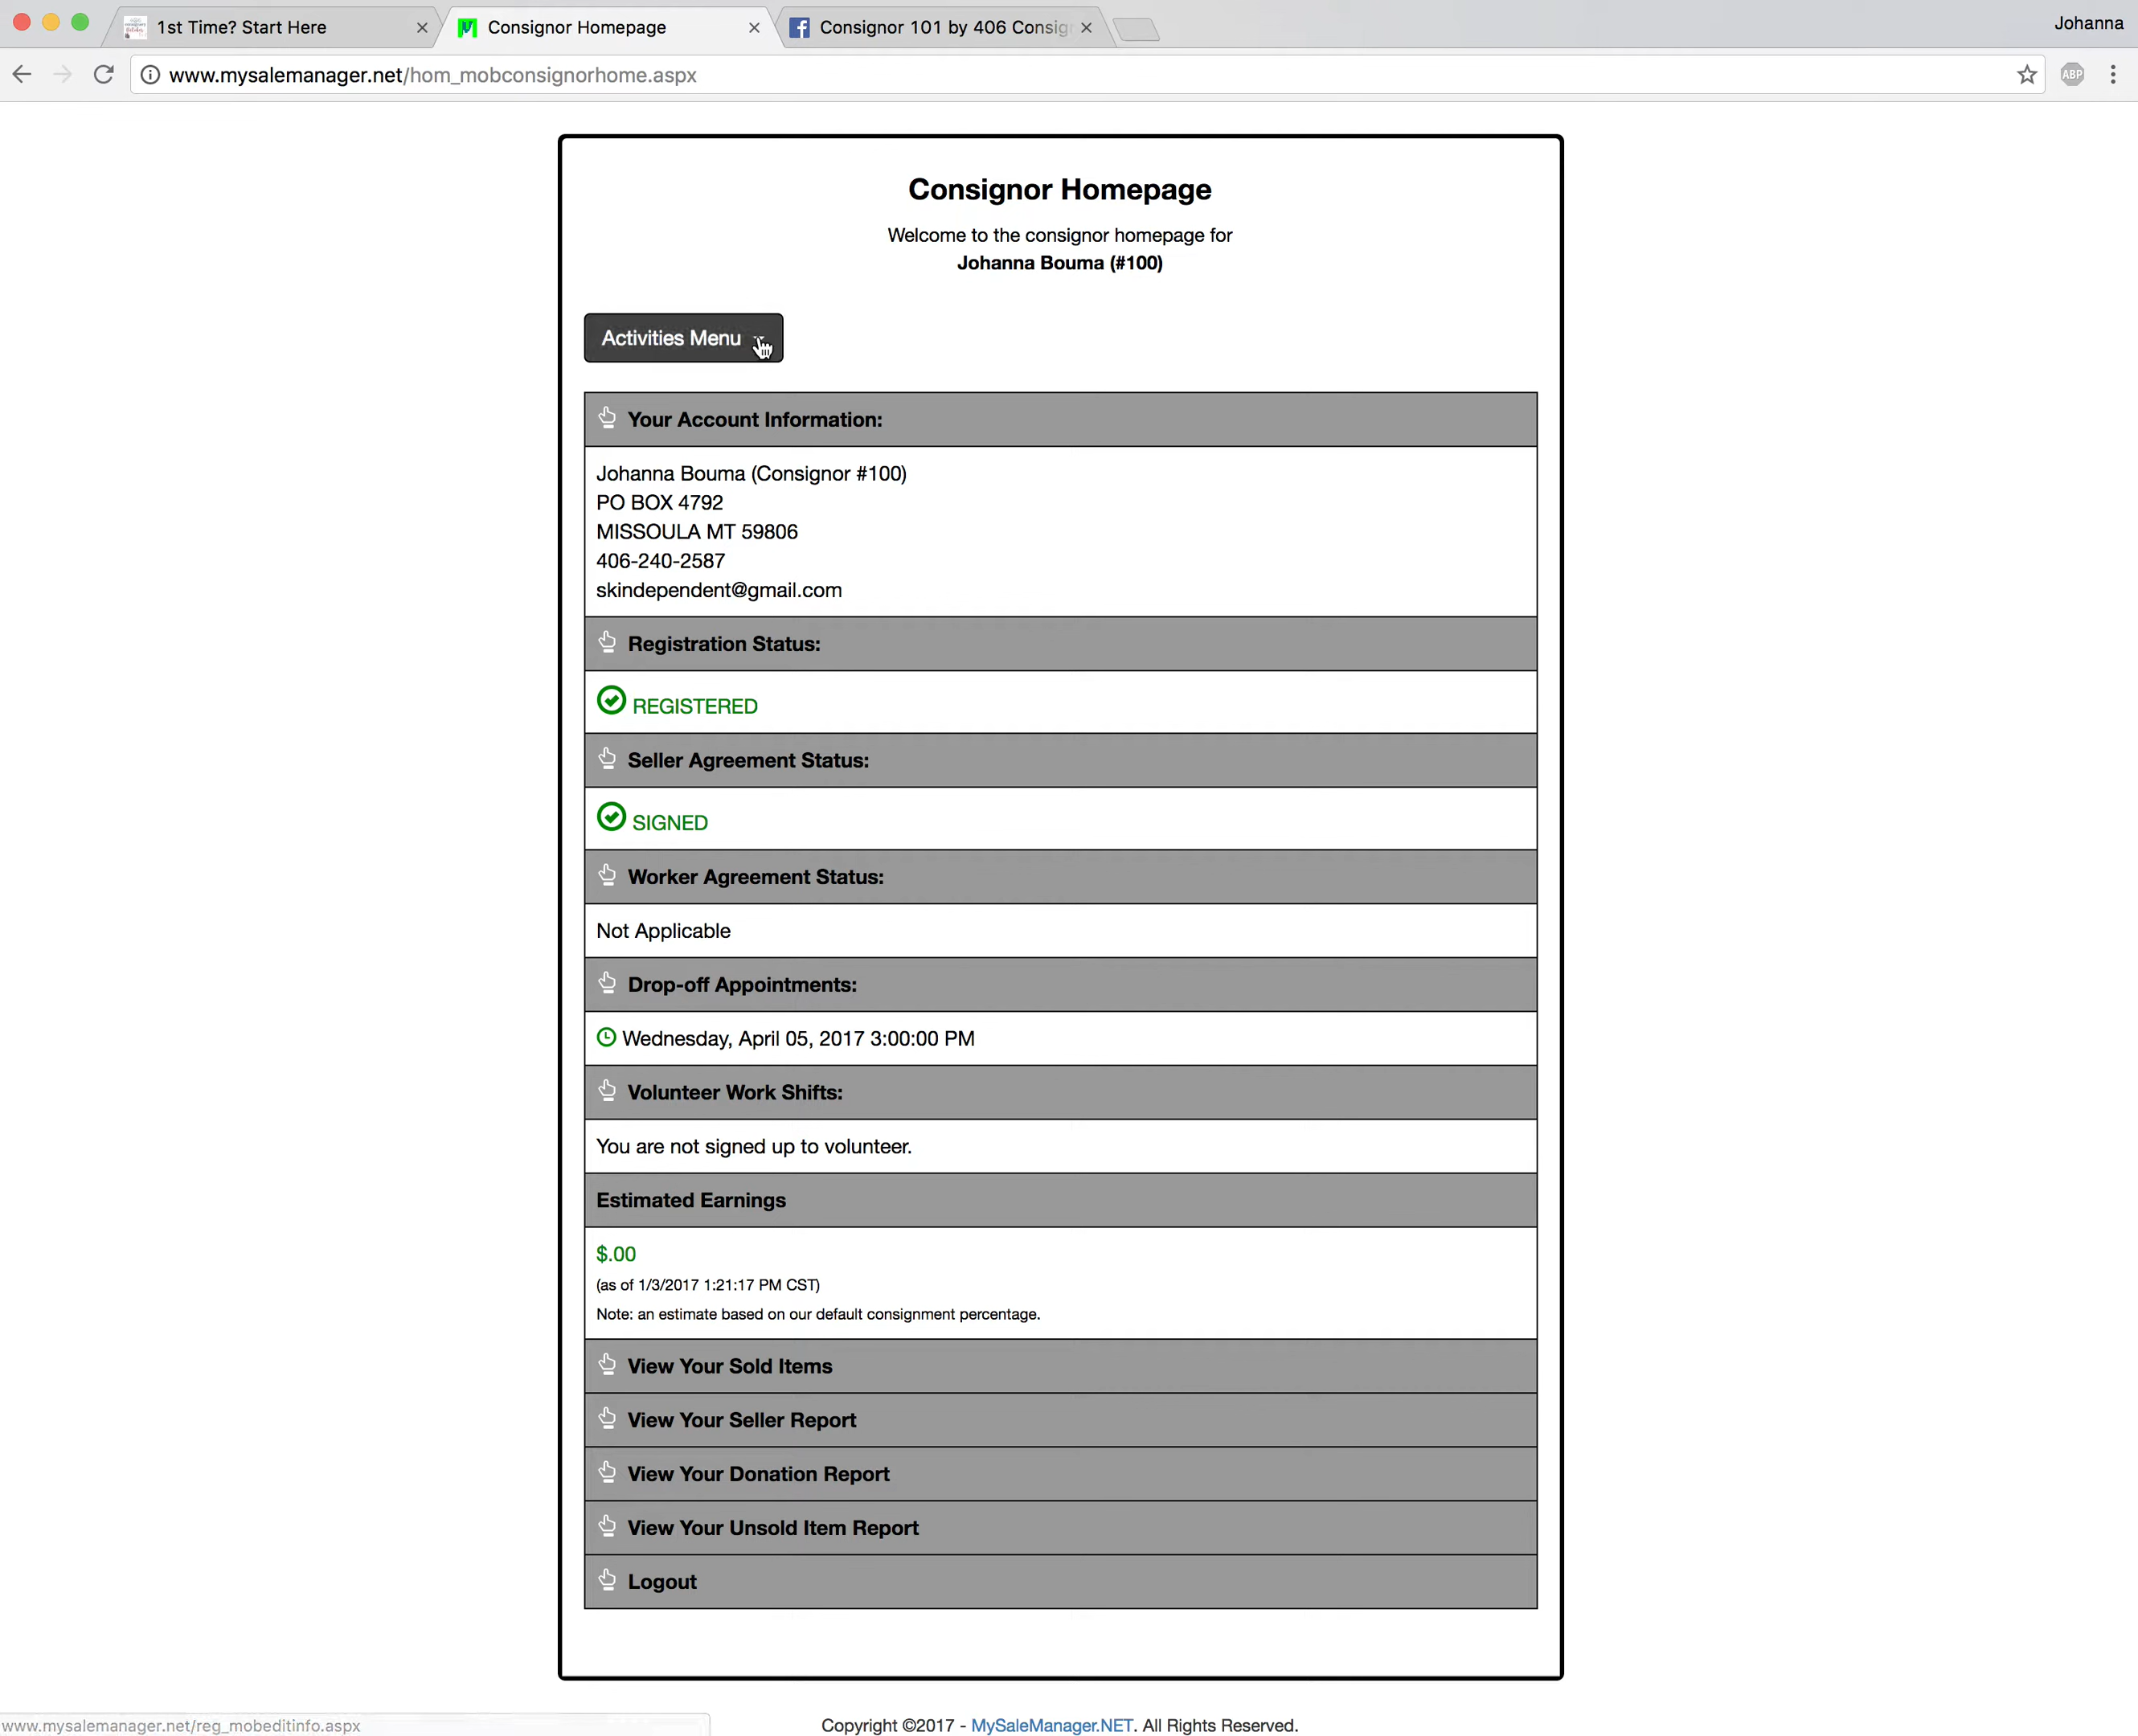 1st Time? Start Here
Consignor Homepage
Consignor 101 by 406 Consig
Johanna
www.mysalemanager.net/hom_mobconsignorhome.aspx
ABP
Consignor Homepage
Welcome to the consignor homepage for
Johanna Bouma (#100)
Activities Menu
Your Account Information:
Johanna Bouma (Consignor #100)
PO BOX 4792
MISSOULA MT 59806
406-240-2587
skindependent@gmail.com
Registration Status:
REGISTERED
Seller Agreement Status:
SIGNED
Worker Agreement Status:
Not Applicable
Drop-off Appointments:
Wednesday, April 05, 2017 3:00:00 PM
Volunteer Work Shifts:
You are not signed up to volunteer.
Estimated Earnings
$.00
(as of 1/3/2017 1:21:17 PM CST)
Note: an estimate based on our default consignment percentage.
View Your Sold Items
View Your Seller Report
View Your Donation Report
View Your Unsold Item Report
Logout
www.mysalemanager.net/reg_mobeditinfo.aspx
Copyright ©2017 - MySaleManager.NET. All Rights Reserved.